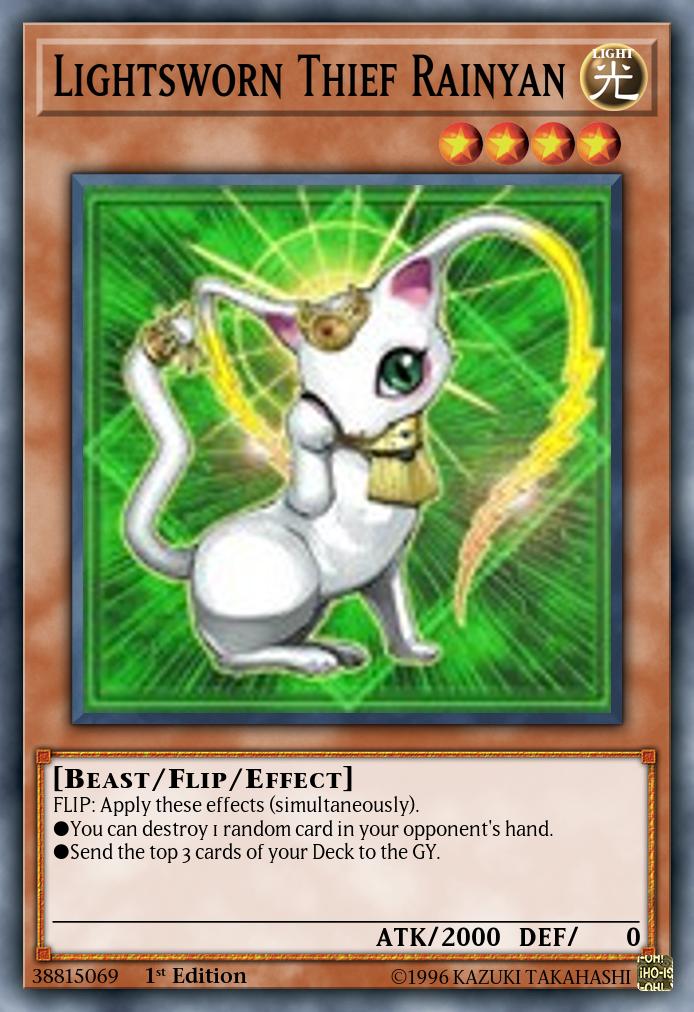 Lightsworn Thief Rainyan
LIGHT
光
[Beast/Flip/Effect]
FLIP: Apply these effects (simultaneously).
●You can destroy 1 random card in your opponent's hand.
●Send the top 3 cards of your Deck to the GY.
ATK/2000 DEF/ 0
38815069 1st Edition ©1996 KAZUKI TAKAHASHI